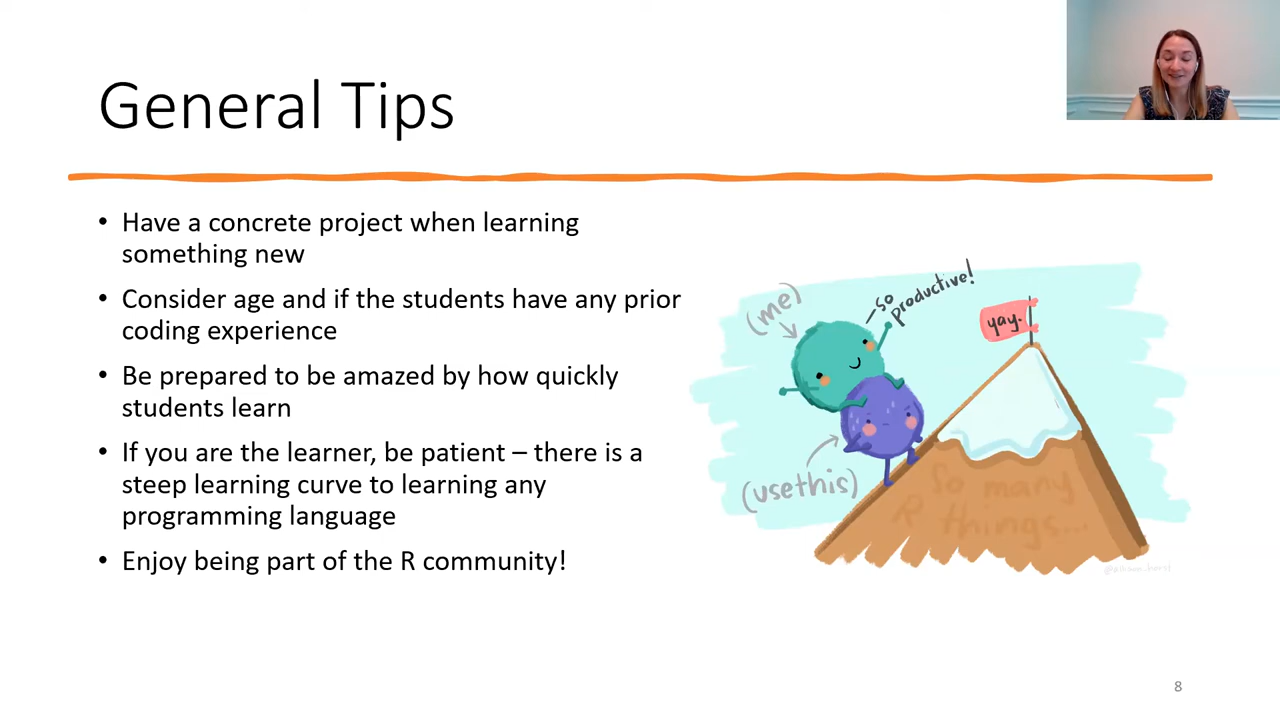 General Tips
• Have a concrete project when learning
something new
• Consider age and if the students have any prior
coding experience
• Be prepared to be amazed by how quickly
students learn
• If you are the learner, be patient – there is a
steep learning curve to learning any
programming language
• Enjoy being part of the R community!
(me)
—so
productive!
yay.
(usethis)
So many
R things...
@allison_horst
8